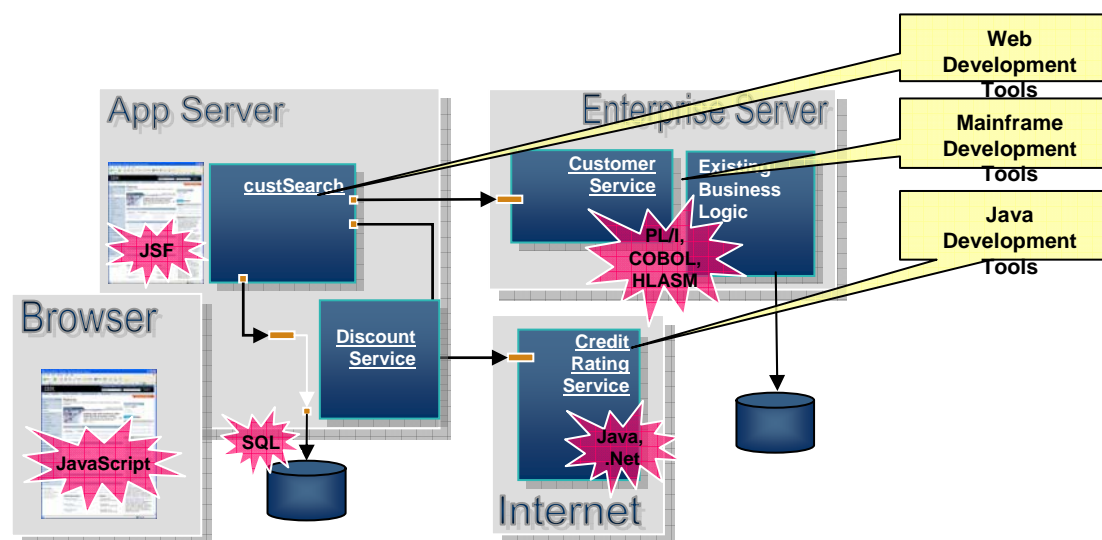 Web
Development
Tools
Mainframe
Development
Tools
Java
Development
Tools
App Server
custSearch
JSF
Discount
Service
Enterprise Server
Customer
Service
Existing
Business
Logic
PL/I,
COBOL,
HLASM
Browser
JavaScript
SQL
Credit
Rating
Service
Java,
.Net
Internet